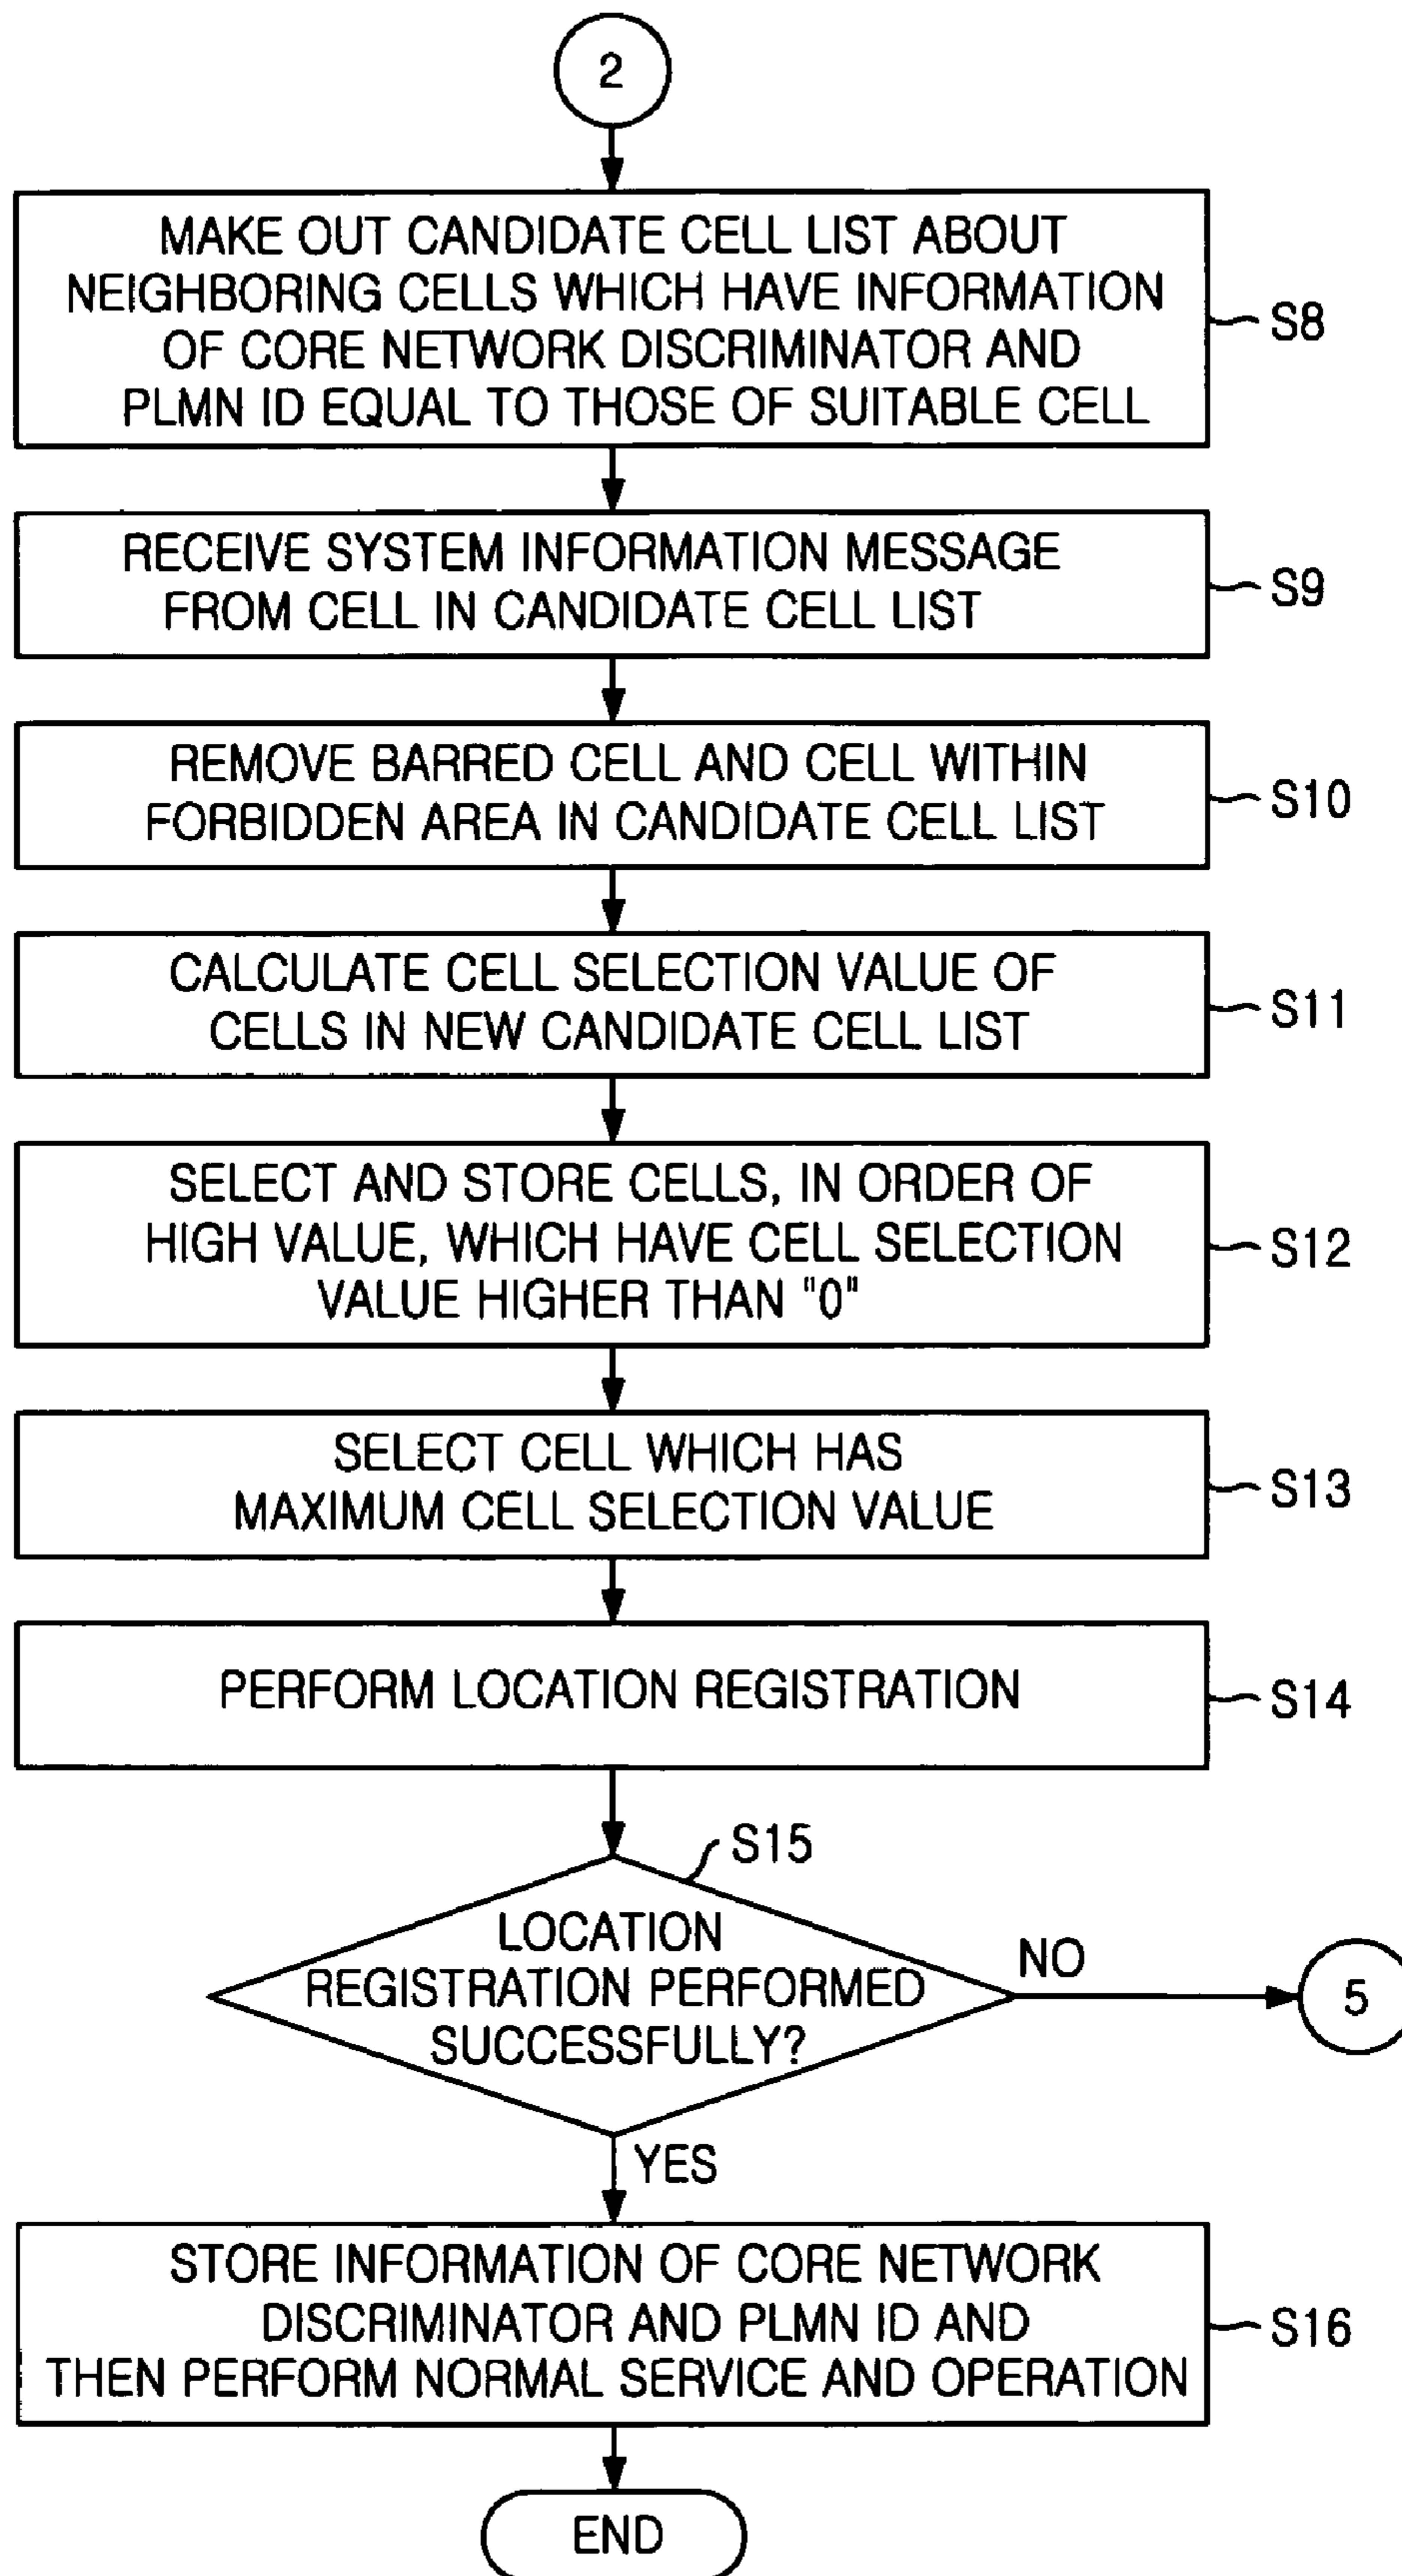 2
MAKE OUT CANDIDATE CELL LIST ABOUT
NEIGHBORING CELLS WHICH HAVE INFORMATION
OF CORE NETWORK DISCRIMINATOR AND
PLMN ID EQUAL TO THOSE OF SUITABLE CELL
S8
RECEIVE SYSTEM INFORMATION MESSAGE
FROM CELL IN CANDIDATE CELL LIST
S9
REMOVE BARRED CELL AND CELL WITHIN
FORBIDDEN AREA IN CANDIDATE CELL LIST
S10
CALCULATE CELL SELECTION VALUE OF
CELLS IN NEW CANDIDATE CELL LIST
S11
SELECT AND STORE CELLS, IN ORDER OF
HIGH VALUE, WHICH HAVE CELL SELECTION
VALUE HIGHER THAN "0"
S12
SELECT CELL WHICH HAS
MAXIMUM CELL SELECTION VALUE
S13
PERFORM LOCATION REGISTRATION
S14
S15
LOCATION
REGISTRATION PERFORMED
SUCCESSFULLY?
NO
5
YES
STORE INFORMATION OF CORE NETWORK
DISCRIMINATOR AND PLMN ID AND
THEN PERFORM NORMAL SERVICE AND OPERATION
S16
END